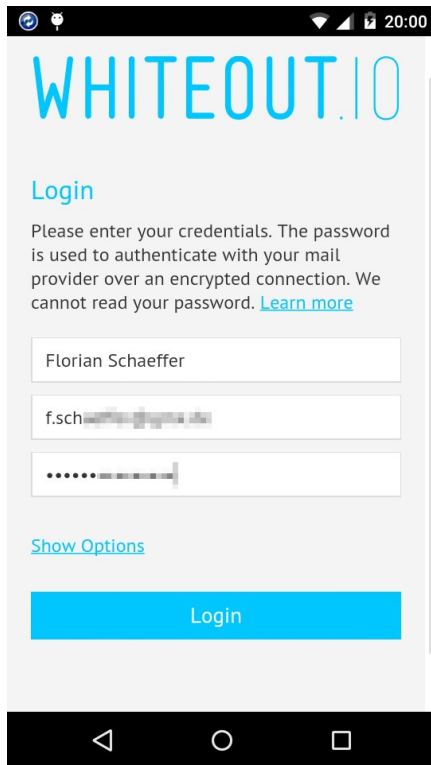 20:00
WHITEOUT.IO
Login
Please enter your credentials. The password
is used to authenticate with your mail
provider over an encrypted connection. We
cannot read your password. Learn more
Florian Schaeffer
f.sch
Show Options
Login